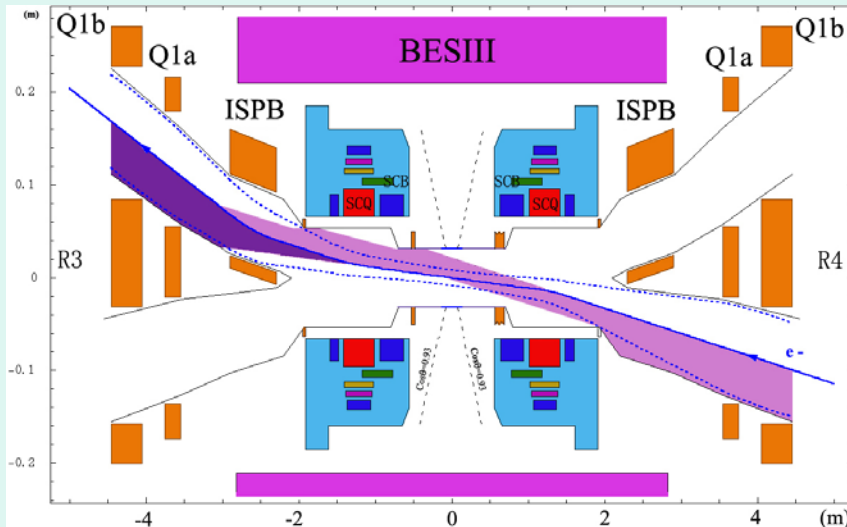 (m)
Q1b
Q1b
Q1a
Q1a
BESIII
ISPB
ISPB
0.2
0.1
0
-0.1
-0.2
SCB
SCB
SCQ
SCQ
R3
R4
e-
Cosθ=0.93
Cosθ=0.93
-4
-2
0
2
4
(m)